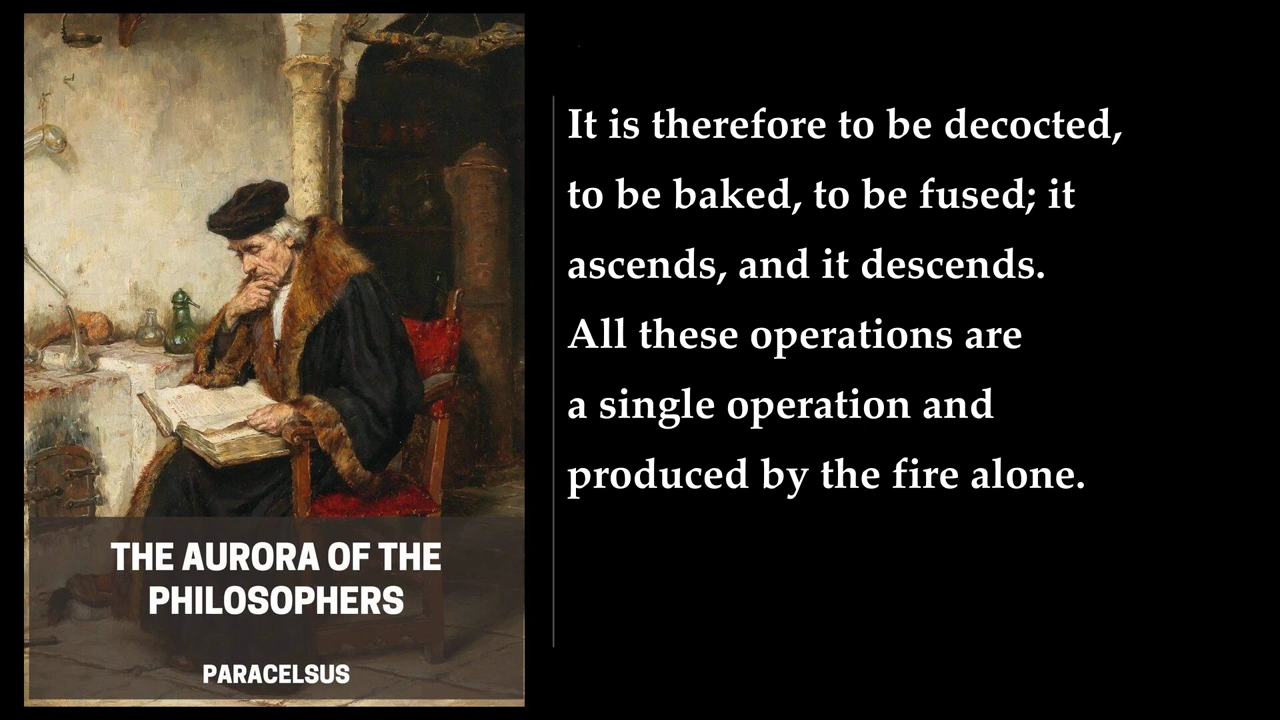 It is therefore to be decocted,
to be baked, to be fused; it
ascends, and it descends.
All these operations are
a single operation and
produced by the fire alone.
THE AURORA OF THE
PHILOSOPHERS
PARACELSUS